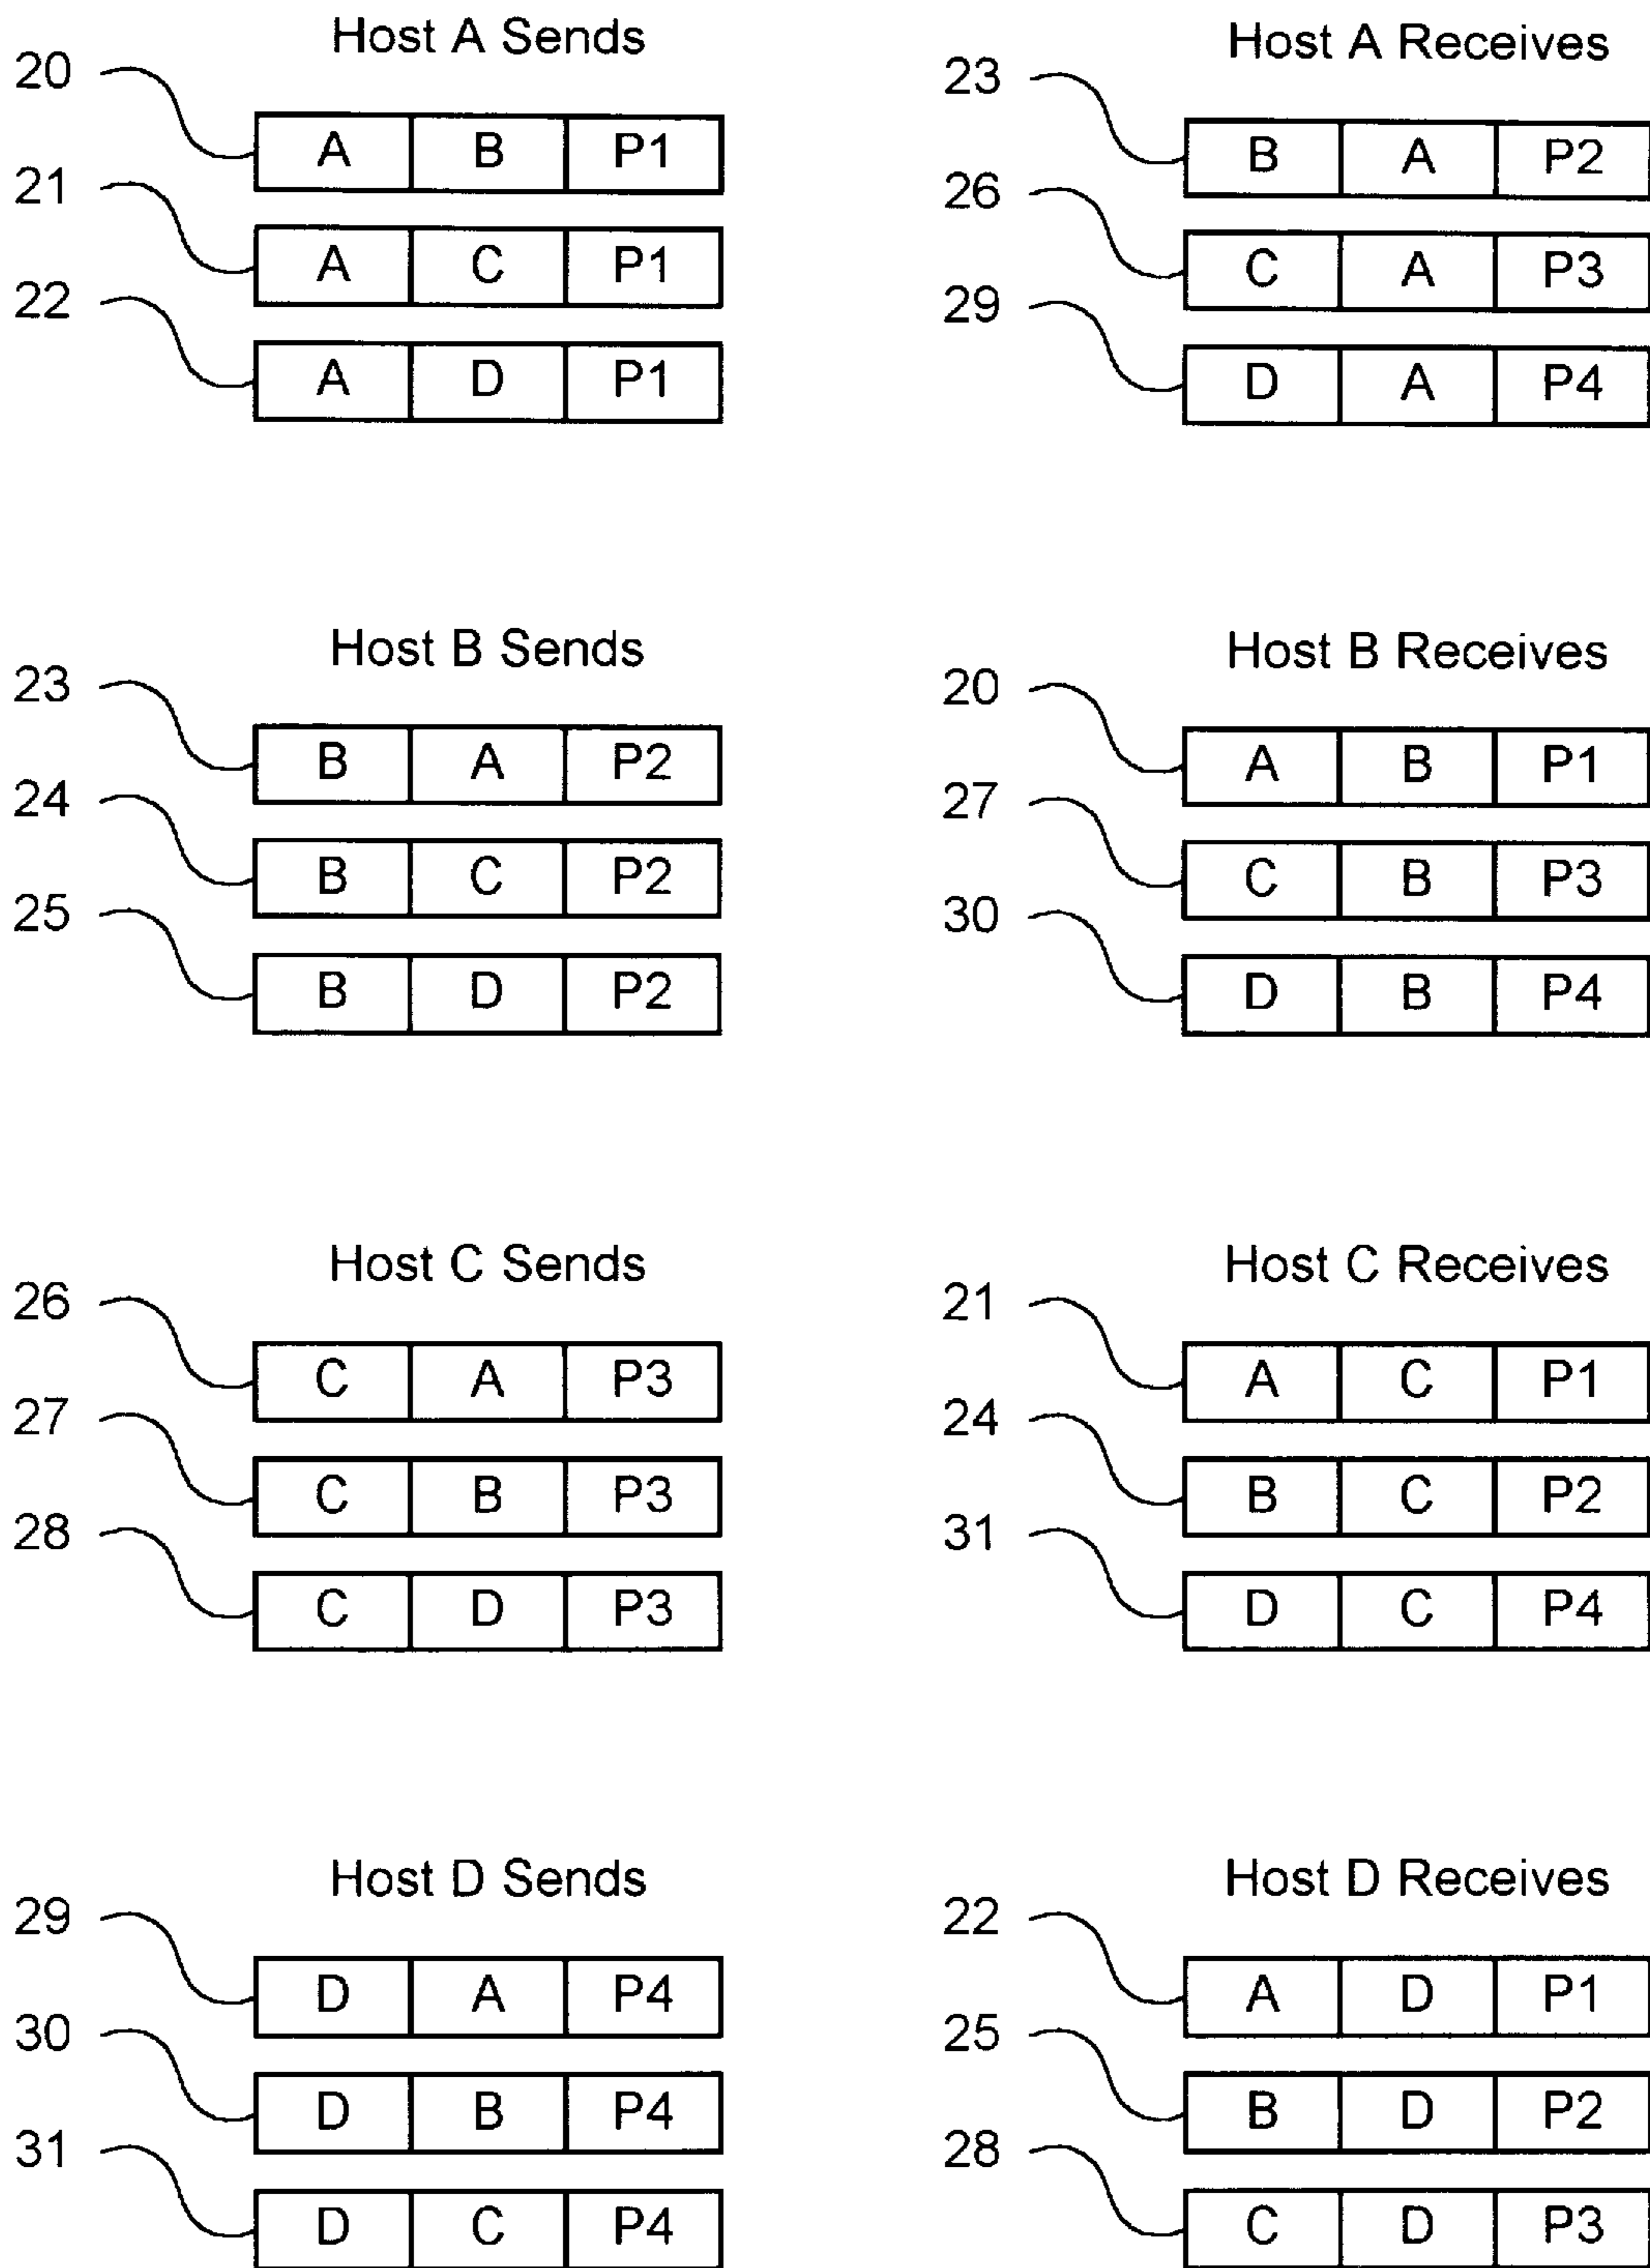 Host A Sends
20 A B P1
21 A C P1
22 A D P1
Host A Receives
23 B A P2
26 C A P3
29 D A P4
Host B Sends
23 B A P2
24 B C P2
25 B D P2
Host B Receives
20 A B P1
27 C B P3
30 D B P4
Host C Sends
26 C A P3
27 C B P3
28 C D P3
Host C Receives
21 A C P1
24 B C P2
31 D C P4
Host D Sends
29 D A P4
30 D B P4
31 D C P4
Host D Receives
22 A D P1
25 B D P2
28 C D P3